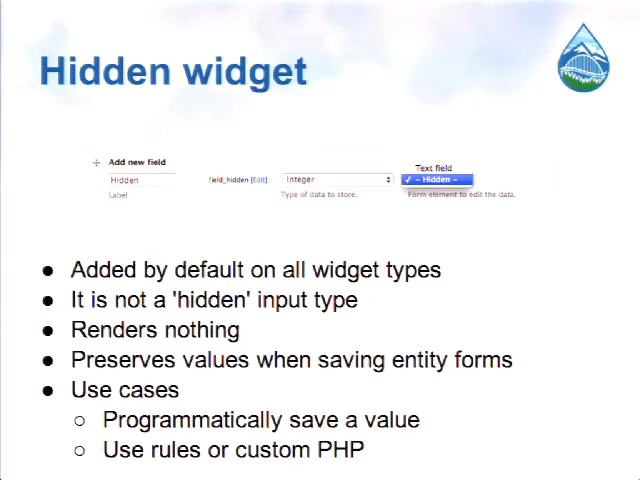 Hidden widget
Add new field
Text field
Hidden
field_hidden [Edit]
Integer
✓ – Hidden –
Label
Type of data to store.
Form element to edit the data.
● Added by default on all widget types
● It is not a 'hidden' input type
● Renders nothing
● Preserves values when saving entity forms
● Use cases
○ Programmatically save a value
○ Use rules or custom PHP